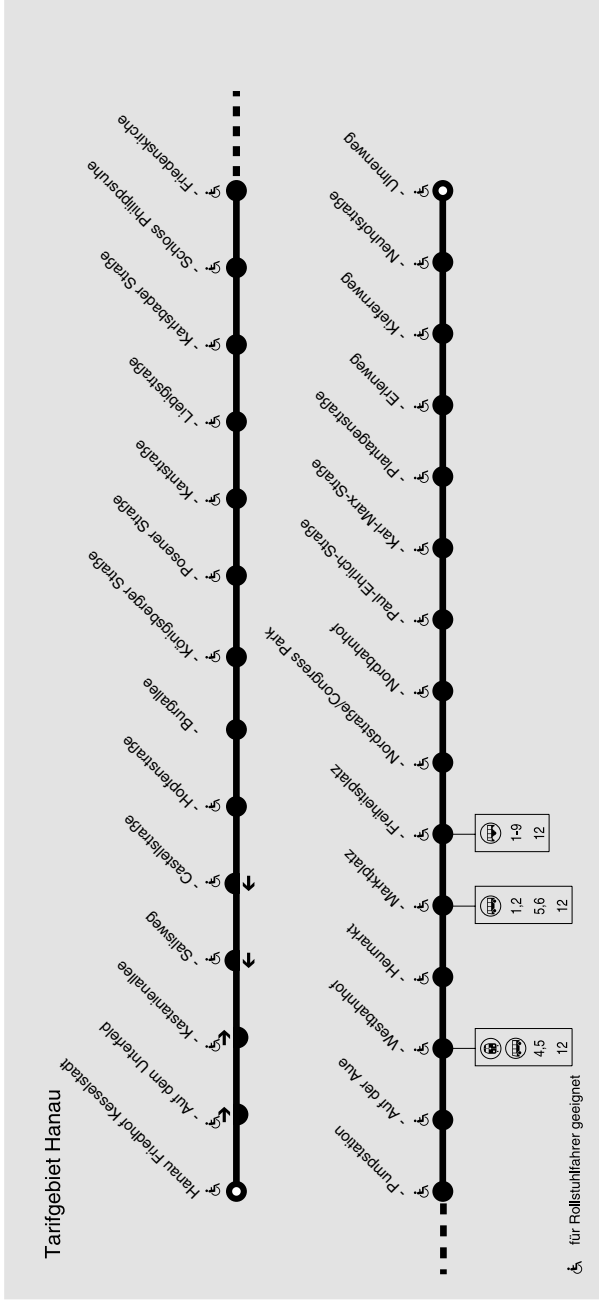 Tarifgebiet Hanau
Hanau Friedhof Kesselstadt
Auf dem Unterfeld
Kastanienallee
Salisweg
Castellstraße
Hopfenstraße
Burgallee
Königsberger Straße
Posener Straße
Kantstraße
Liebigstraße
Karlsbader Straße
Schloss Philippsruhe
Friedenskirche
Pumpstation
Auf der Aue
Westbahnhof
Heumarkt
Marktplatz
Freiheitsplatz
Nordstraße/Congress Park
Nordbahnhof
Paul-Ehrlich-Straße
Karl-Marx-Straße
Plantagenstraße
Erlenweg
Kiefernweg
Neuhofstraße
Ulmenweg
4,5
12
1,2
5,6
12
1-9
12
für Rollstuhlfahrer geeignet